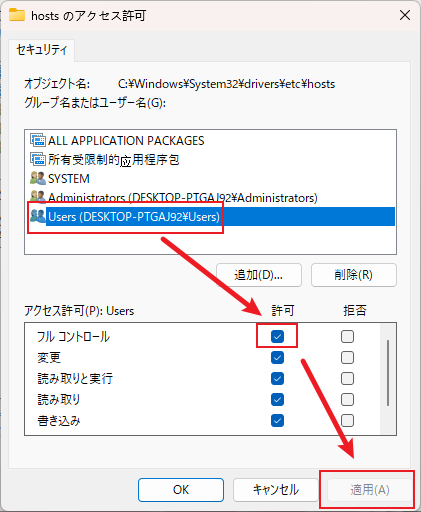 hosts のアクセス許可
セキュリティ
オブジェクト名: C:¥Windows¥System32¥drivers¥etc¥hosts
グループ名またはユーザー名(G):
ALL APPLICATION PACKAGES
所有受限制的应用程序包
SYSTEM
Administrators (DESKTOP-PTGAJ92¥Administrators)
Users (DESKTOP-PTGAJ92¥Users)
追加(D)... 削除(R)
アクセス許可(P): Users 許可 拒否
フル コントロール
変更
読み取りと実行
読み取り
書き込み
OK キャンセル 適用(A)